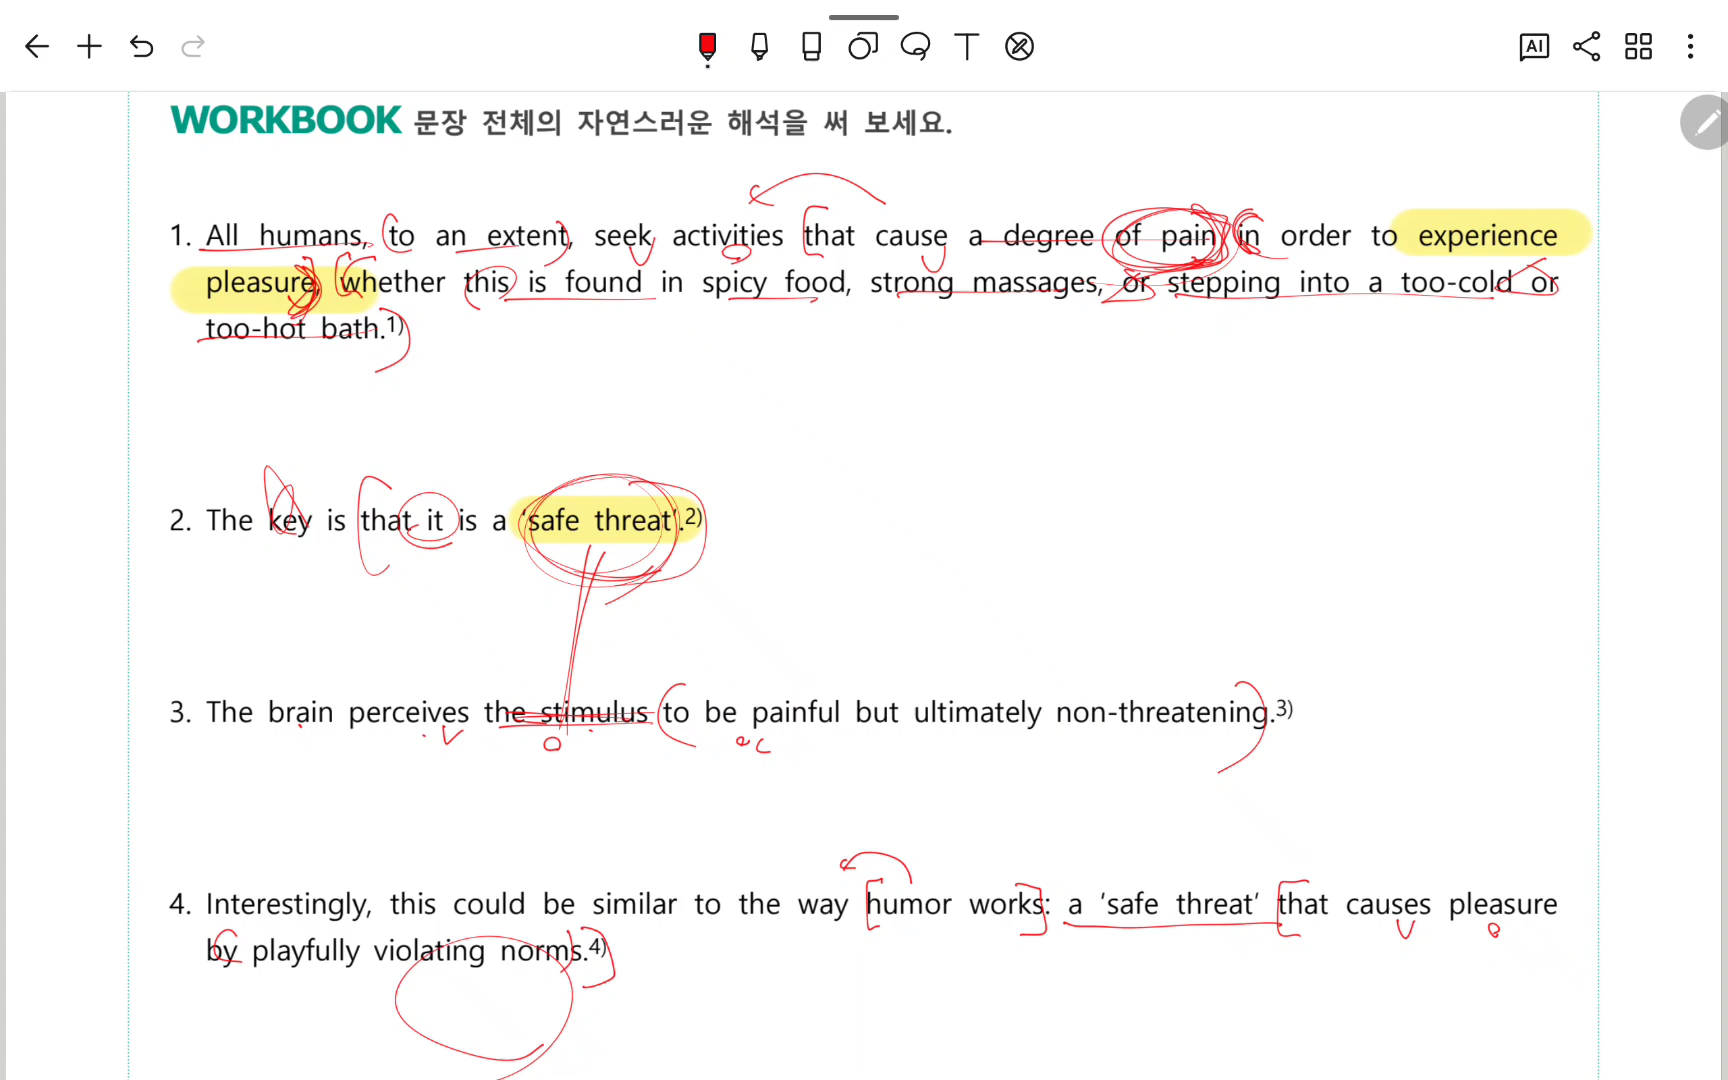 AI
WORKBOOK 문장 전체의 자연스러운 해석을 써 보세요.
1. All humans, to an extent, seek activities that cause a degree of pain in order to experience
pleasure, whether this is found in spicy food, strong massages, or stepping into a too-cold or
too-hot bath.1)
2. The key is that it is a 'safe threat'.2)
3. The brain perceives the stimulus to be painful but ultimately non-threatening.3)
V O OC
4. Interestingly, this could be similar to the way humor works: a 'safe threat' that causes pleasure
by playfully violating norms.4)